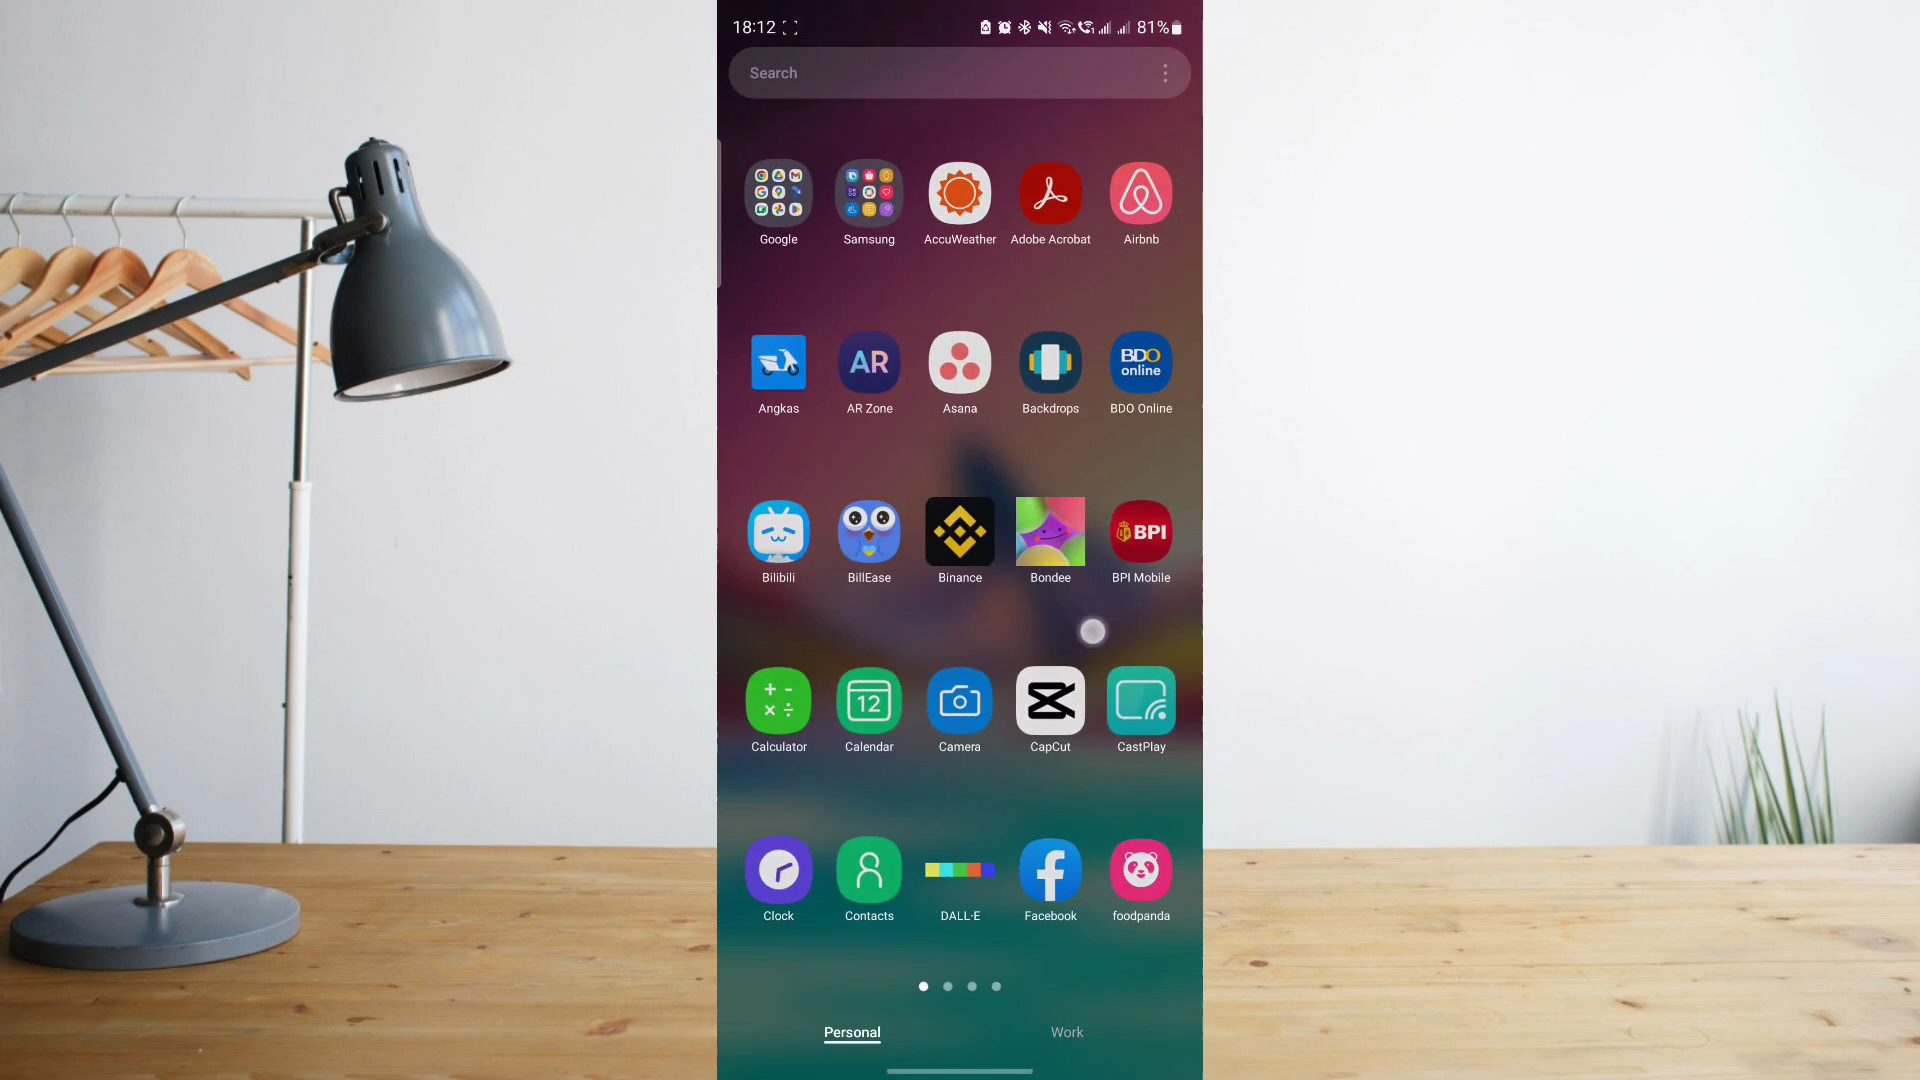 18:12 81%
Search
Google Samsung AccuWeather Adobe Acrobat Airbnb
AR BDO online
Angkas AR Zone Asana Backdrops BDO Online
BPI
Bilibili BillEase Binance Bondee BPI Mobile
12
Calculator Calendar Camera CapCut CastPlay
Clock Contacts DALL·E Facebook foodpanda
Personal Work